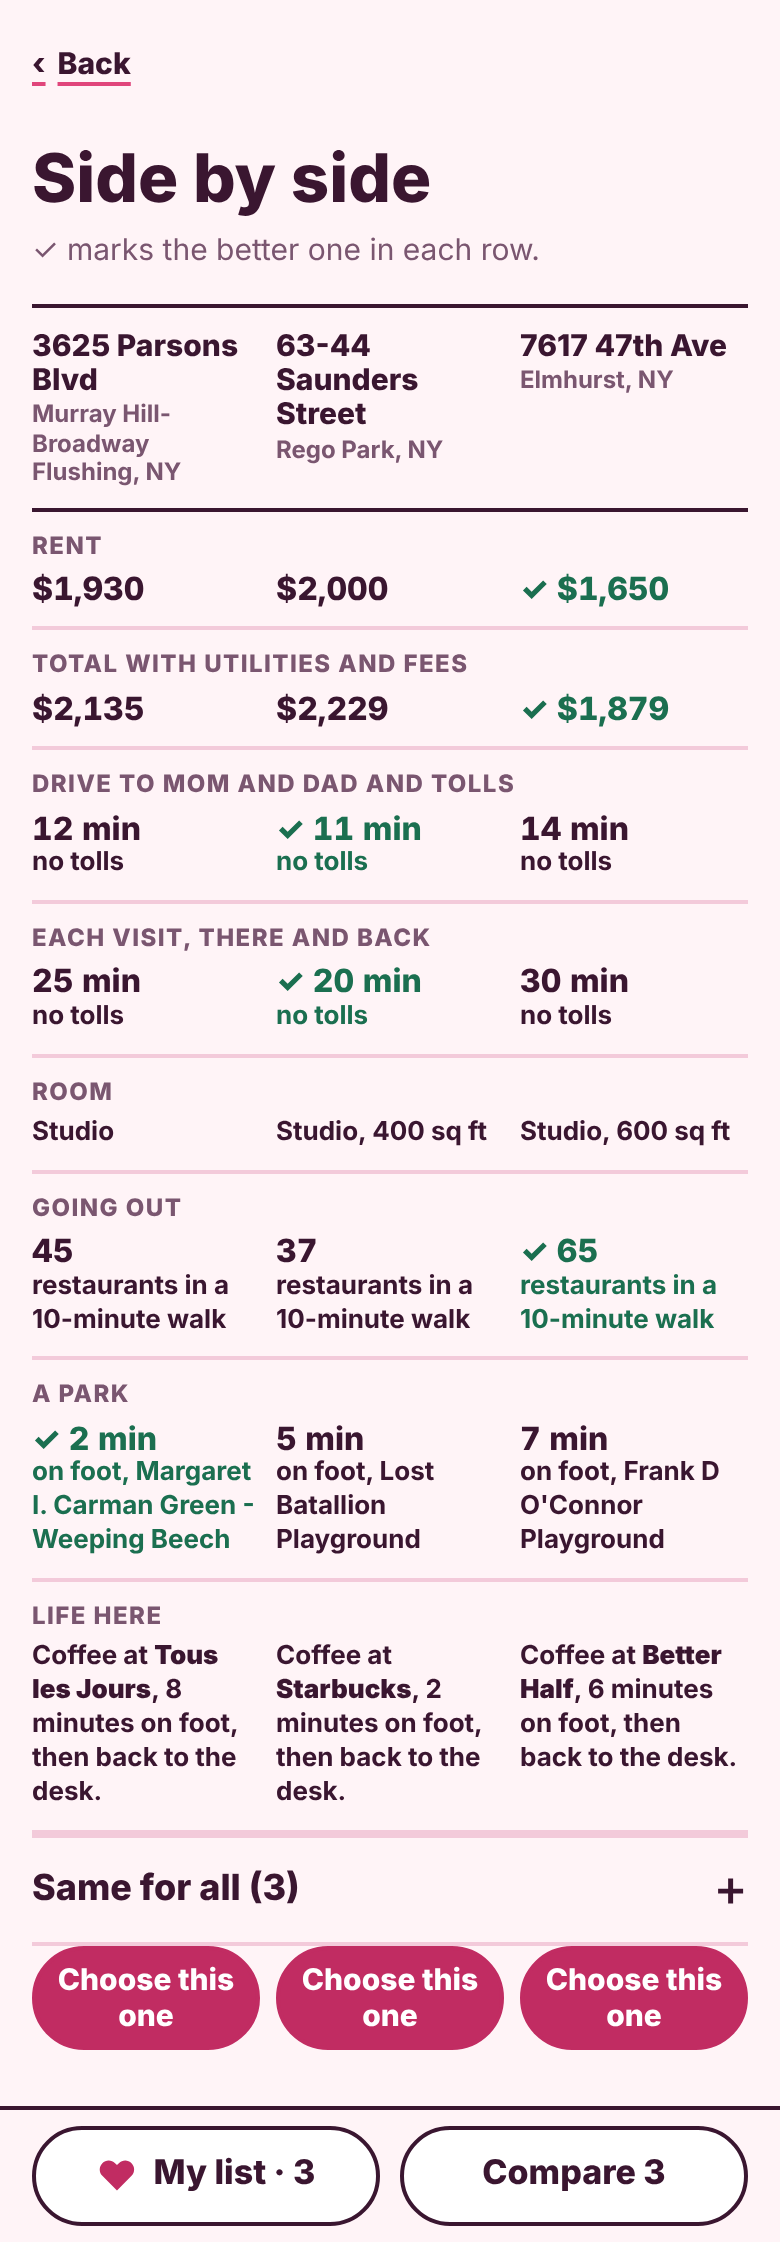 ‹ Back
Side by side
✓ marks the better one in each row.
3625 Parsons Blvd
Murray Hill-Broadway Flushing, NY
63-44 Saunders Street
Rego Park, NY
7617 47th Ave
Elmhurst, NY
RENT
$1,930 $2,000 ✓ $1,650
TOTAL WITH UTILITIES AND FEES
$2,135 $2,229 ✓ $1,879
DRIVE TO MOM AND DAD AND TOLLS
12 min ✓ 11 min 14 min
no tolls no tolls no tolls
EACH VISIT, THERE AND BACK
25 min ✓ 20 min 30 min
no tolls no tolls no tolls
ROOM
Studio Studio, 400 sq ft Studio, 600 sq ft
GOING OUT
45
restaurants in a
10-minute walk
37
restaurants in a
10-minute walk
✓ 65
restaurants in a
10-minute walk
A PARK
✓ 2 min
on foot, Margaret
I. Carman Green -
Weeping Beech
5 min
on foot, Lost
Batallion
Playground
7 min
on foot, Frank D
O'Connor
Playground
LIFE HERE
Coffee at Tous
les Jours, 8
minutes on foot,
then back to the
desk.
Coffee at
Starbucks, 2
minutes on foot,
then back to the
desk.
Coffee at Better
Half, 6 minutes
on foot, then
back to the desk.
Same for all (3) +
Choose this
one
Choose this
one
Choose this
one
My list · 3
Compare 3